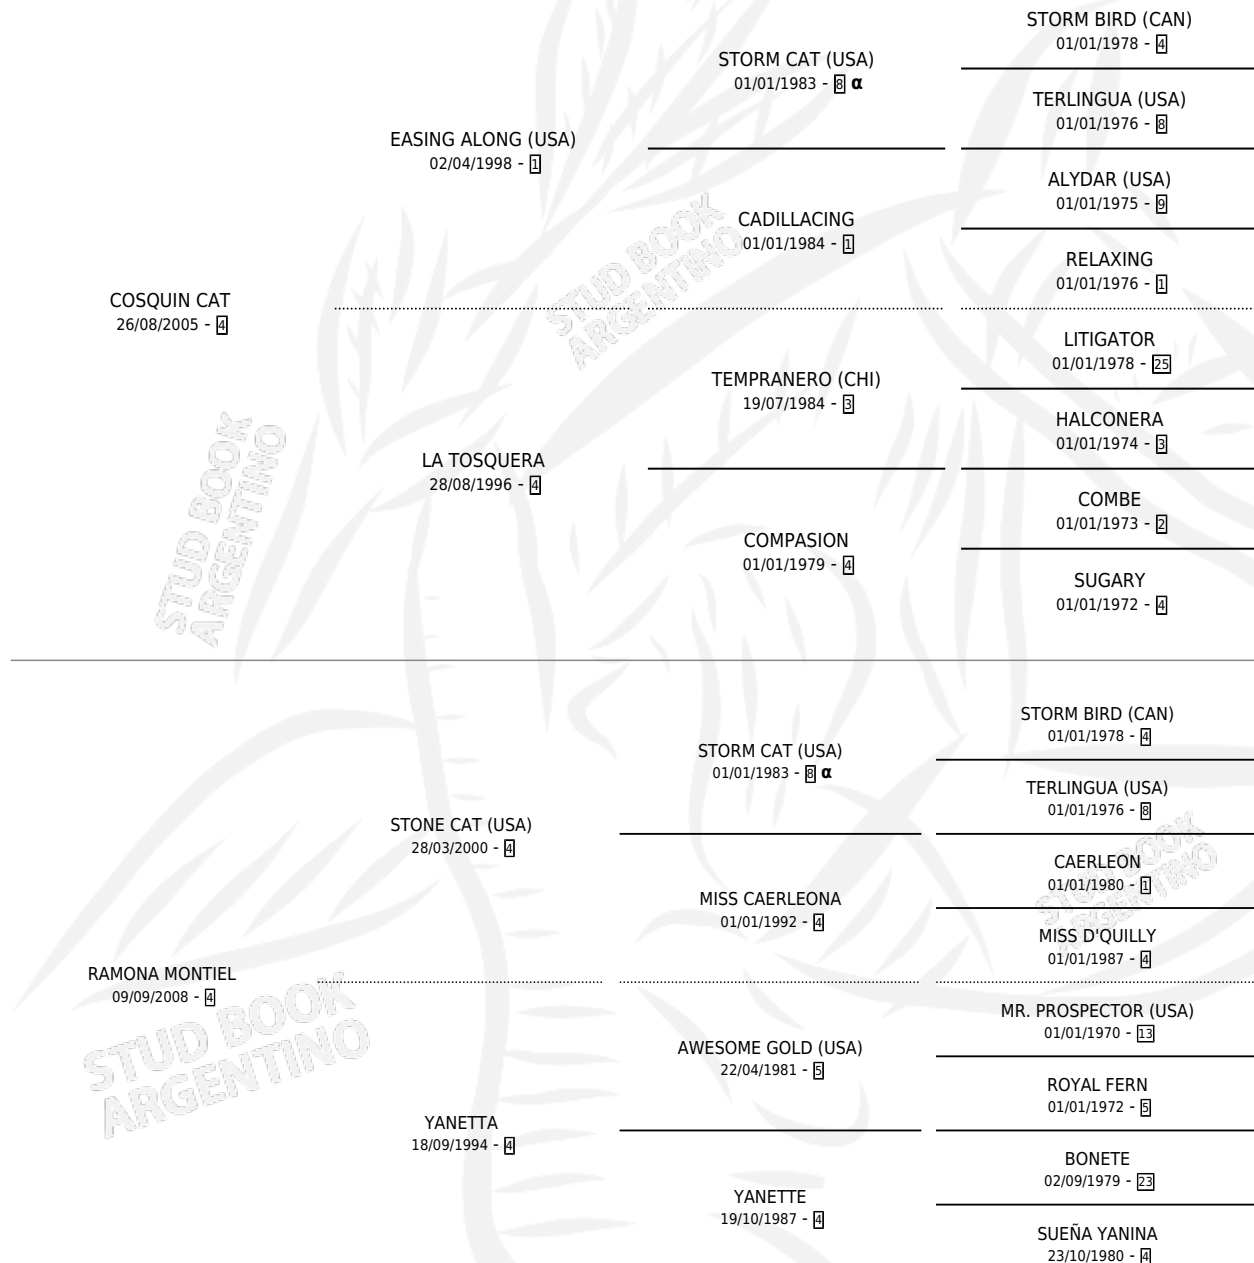 STORM BIRD (CAN)
01/01/1978 - 4
STORM CAT (USA)
01/01/1983 - 8 α
TERLINGUA (USA)
01/01/1976 - 8
EASING ALONG (USA)
02/04/1998 - 1
ALYDAR (USA)
01/01/1975 - 9
CADILLACING
01/01/1984 - 1
RELAXING
01/01/1976 - 1
COSQUIN CAT
26/08/2005 - 4
LITIGATOR
01/01/1978 - 25
TEMPRANERO (CHI)
19/07/1984 - 3
HALCONERA
01/01/1974 - 3
LA TOSQUERA
28/08/1996 - 4
COMBE
01/01/1973 - 2
COMPASION
01/01/1979 - 4
SUGARY
01/01/1972 - 4
STORM BIRD (CAN)
01/01/1978 - 4
STORM CAT (USA)
01/01/1983 - 8 α
TERLINGUA (USA)
01/01/1976 - 8
STONE CAT (USA)
28/03/2000 - 4
CAERLEON
01/01/1980 - 1
MISS CAERLEONA
01/01/1992 - 4
MISS D'QUILLY
01/01/1987 - 4
RAMONA MONTIEL
09/09/2008 - 4
MR. PROSPECTOR (USA)
01/01/1970 - 13
AWESOME GOLD (USA)
22/04/1981 - 5
ROYAL FERN
01/01/1972 - 5
YANETTA
18/09/1994 - 4
BONETE
02/09/1979 - 23
YANETTE
19/10/1987 - 4
SUEÑA YANINA
23/10/1980 - 4
STUD BOOK
ARGENTINO
STUD BOOK
ARGENTINO
STUD BOOK
ARGENTINO
STUD BOOK
ARGENTINO